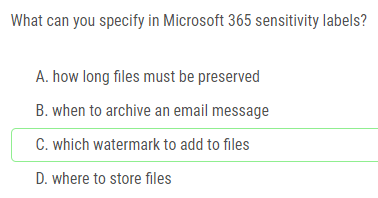 What can you specify in Microsoft 365 sensitivity labels?
A. how long files must be preserved
B. when to archive an email message
C. which watermark to add to files
D. where to store files